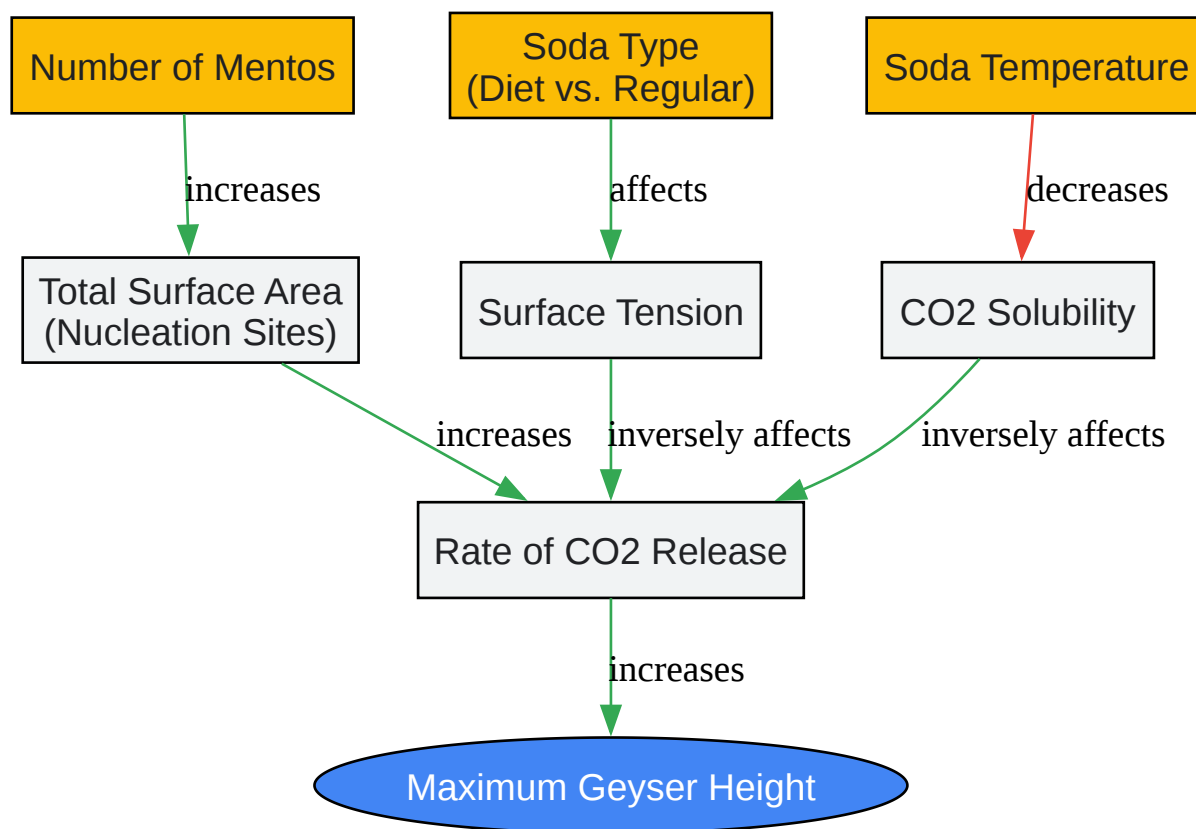 Number of Mentos
Soda Type
(Diet vs. Regular)
Soda Temperature
increases
affects
decreases
Total Surface Area
(Nucleation Sites)
Surface Tension
CO2 Solubility
increases
inversely affects
inversely affects
Rate of CO2 Release
increases
Maximum Geyser Height